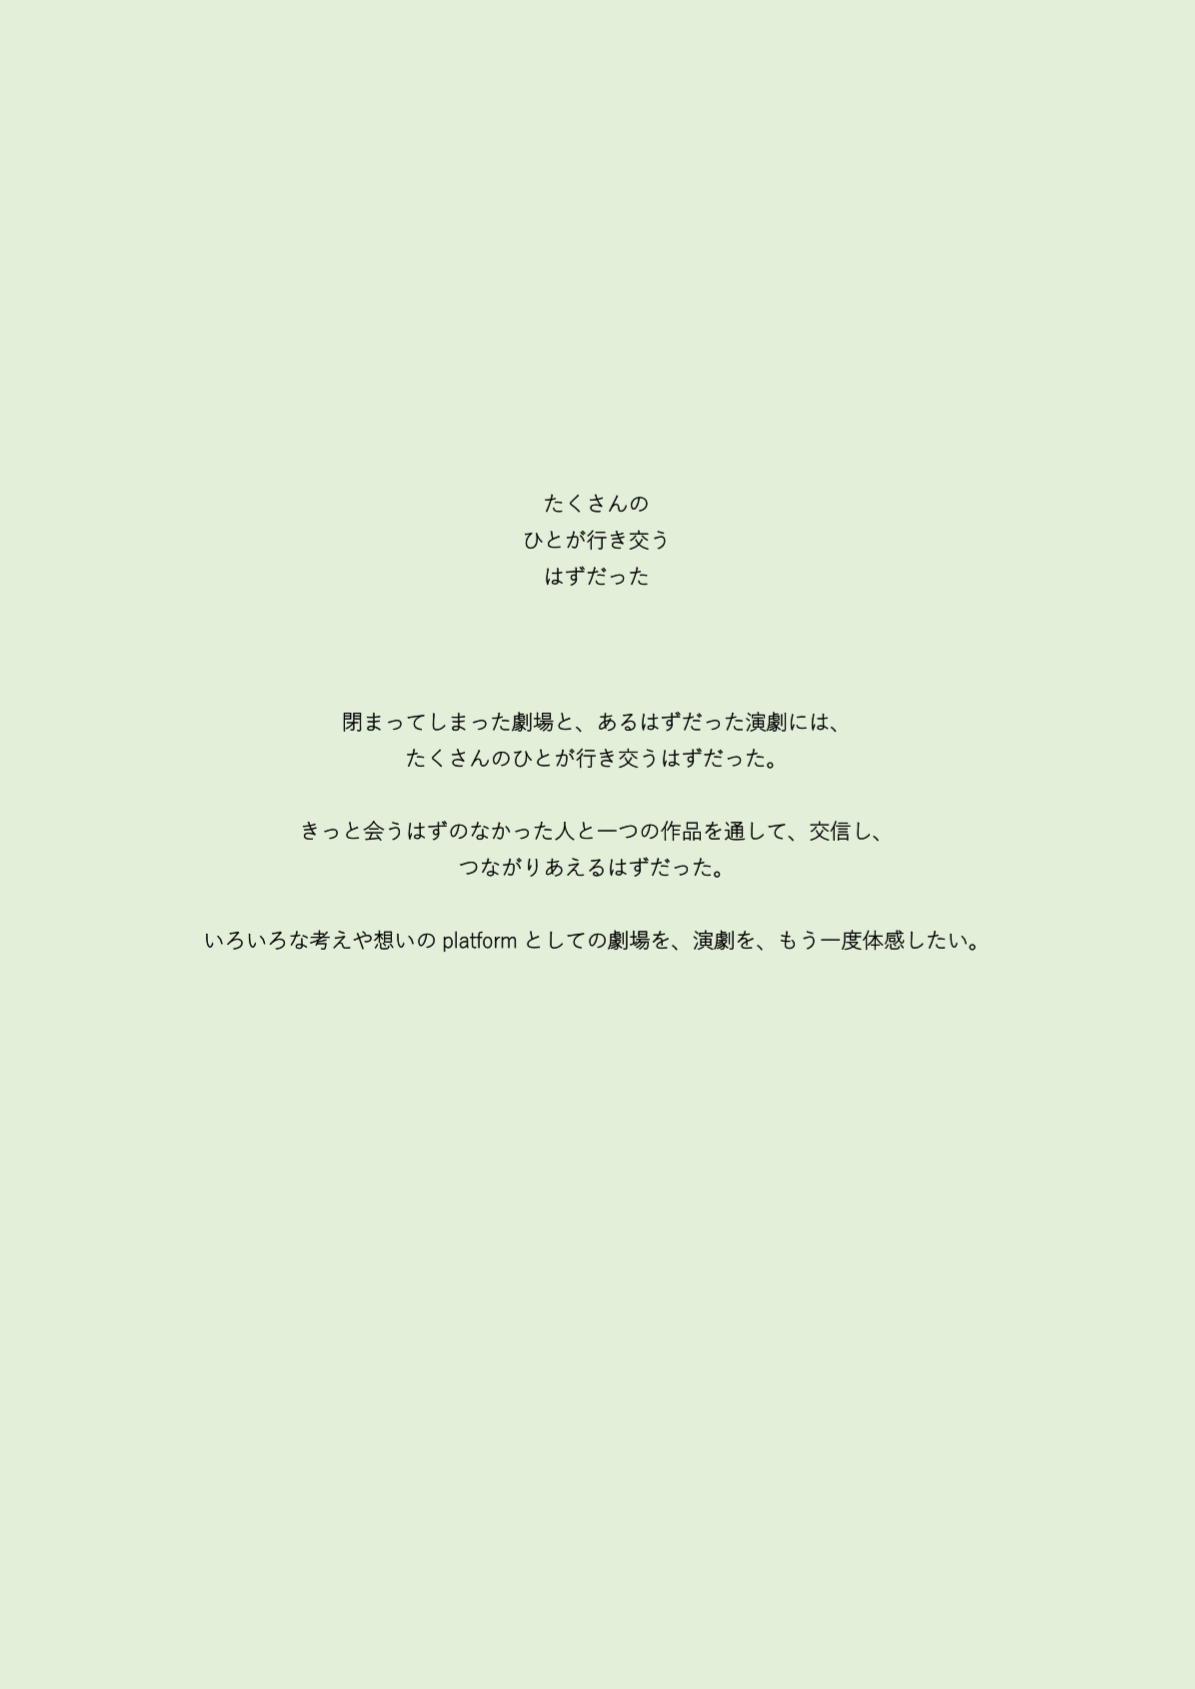 たくさんの
ひとが行き交う
はずだった
閉まってしまった劇場と、あるはずだった演劇には、
たくさんのひとが行き交うはずだった。
きっと会うはずのなかった人と一つの作品を通して、交信し、
つながりあえるはずだった。
いろいろな考えや想いの platform としての劇場を、演劇を、もう一度体感したい。